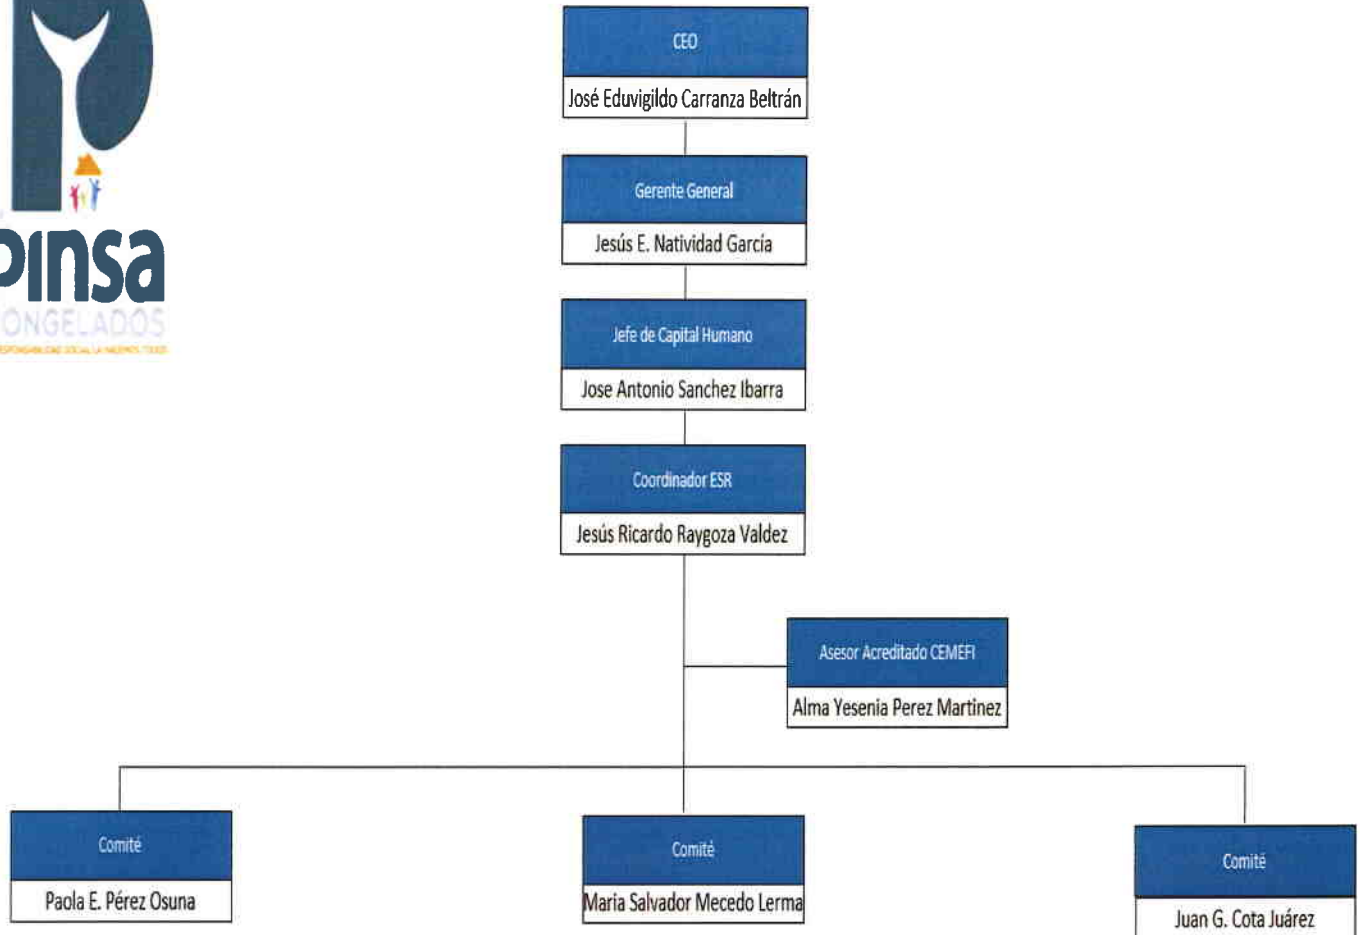 pinsa
CONGELADOS
CEO
José Eduvigildo Carranza Beltrán
Gerente General
Jesús E. Natividad García
Jefe de Capital Humano
Jose Antonio Sanchez Ibarra
Coordinador ESR
Jesús Ricardo Raygoza Valdez
Asesor Acreditado CEMEFI
Alma Yesenia Perez Martinez
Comité
Paola E. Pérez Osuna
Comité
Maria Salvador Mecedo Lerma
Comité
Juan G. Cota Juárez